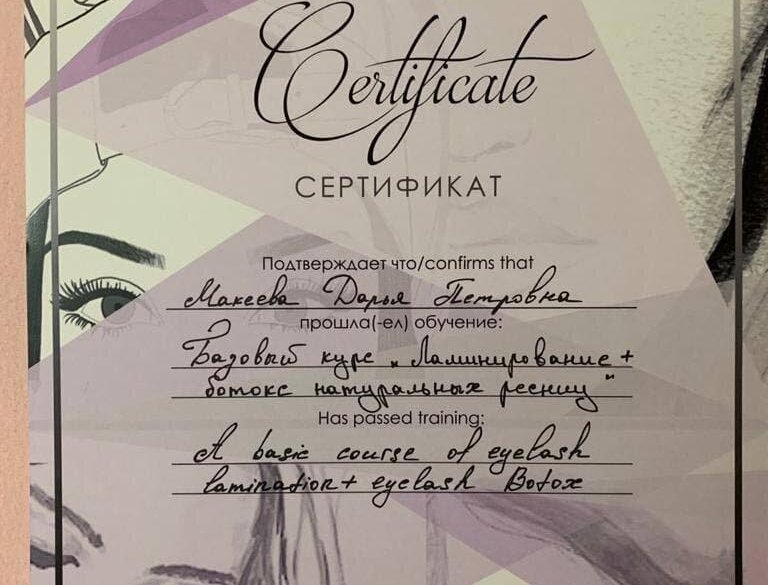 Certificate
СЕРТИФИКАТ
Подтверждает что/confirms that
Макеева Дарья Петровна
прошла(-ел) обучение:
Базовый курс „Ламинирование +
ботокс натуральных ресниц"
Has passed training:
A basic course of eyelash
lamination + eyelash Botox